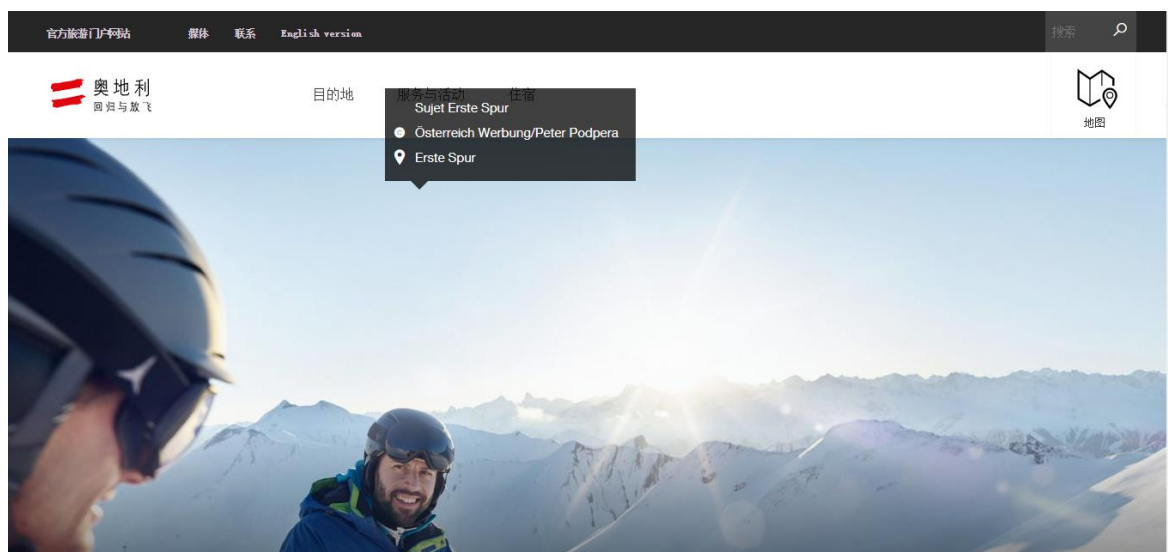 官方旅游门户网站 媒体 联系 English version 搜索
奥地利
回归与放飞
目的地 服务与活动 住宿
地图
Sujet Erste Spur
© Österreich Werbung/Peter Podpera
Erste Spur